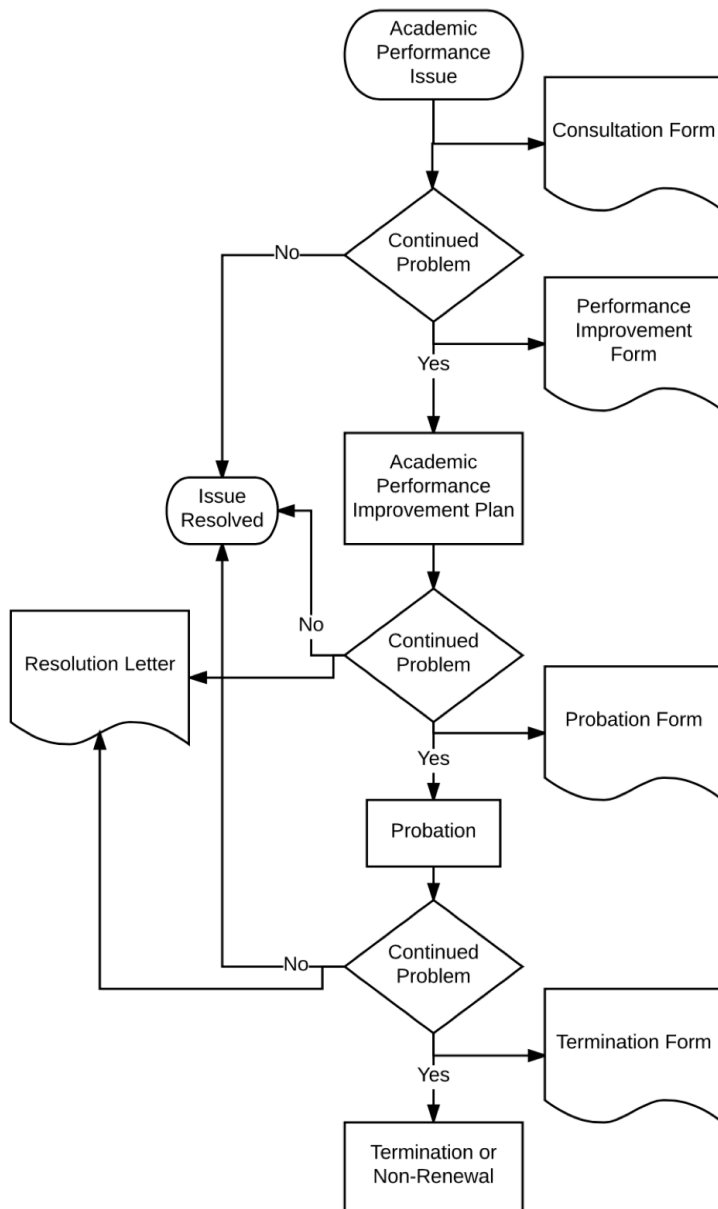 Academic
Performance
Issue
Consultation Form
Continued
Problem
No
Performance
Improvement
Form
Yes
Academic
Performance
Improvement Plan
Issue
Resolved
No
Continued
Problem
Resolution Letter
Probation Form
Yes
Probation
Continued
Problem
No
Termination Form
Yes
Termination or
Non-Renewal